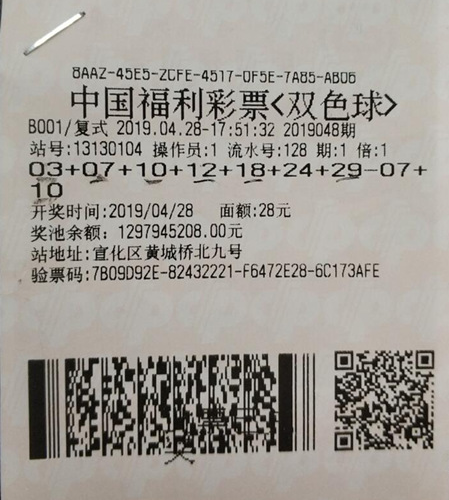 8AAZ-45E5-2CFE-4517-0F5E-7A85-AB06
中国福利彩票<双色球>
B001/复式 2019.04.28-17:51:32 2019048期
站号:13130104 操作员:1 流水号:128 期:1 倍:1
03+07+10+12+18+24+29-07+
10
开奖时间:2019/04/28 面额:28元
奖池余额: 1297945208.00元
站地址: 宣化区黄城桥北九号
验票码: 7B09D92E-82432221-F6472E28-6C173AFE